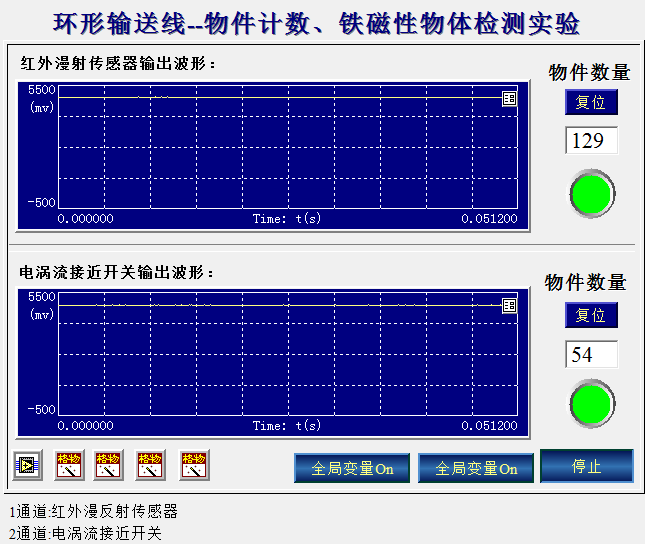 环形输送线--物件计数、铁磁性物体检测实验
红外漫射传感器输出波形：
物件数量
5500
(mv)
复位
129
-500
0.000000 Time: t(s) 0.051200
电涡流接近开关输出波形：
物件数量
5500
(mv)
复位
54
-500
0.000000 Time: t(s) 0.051200
格物 格物 格物 格物
全局变量On 全局变量On 停止
1通道:红外漫反射传感器
2通道:电涡流接近开关